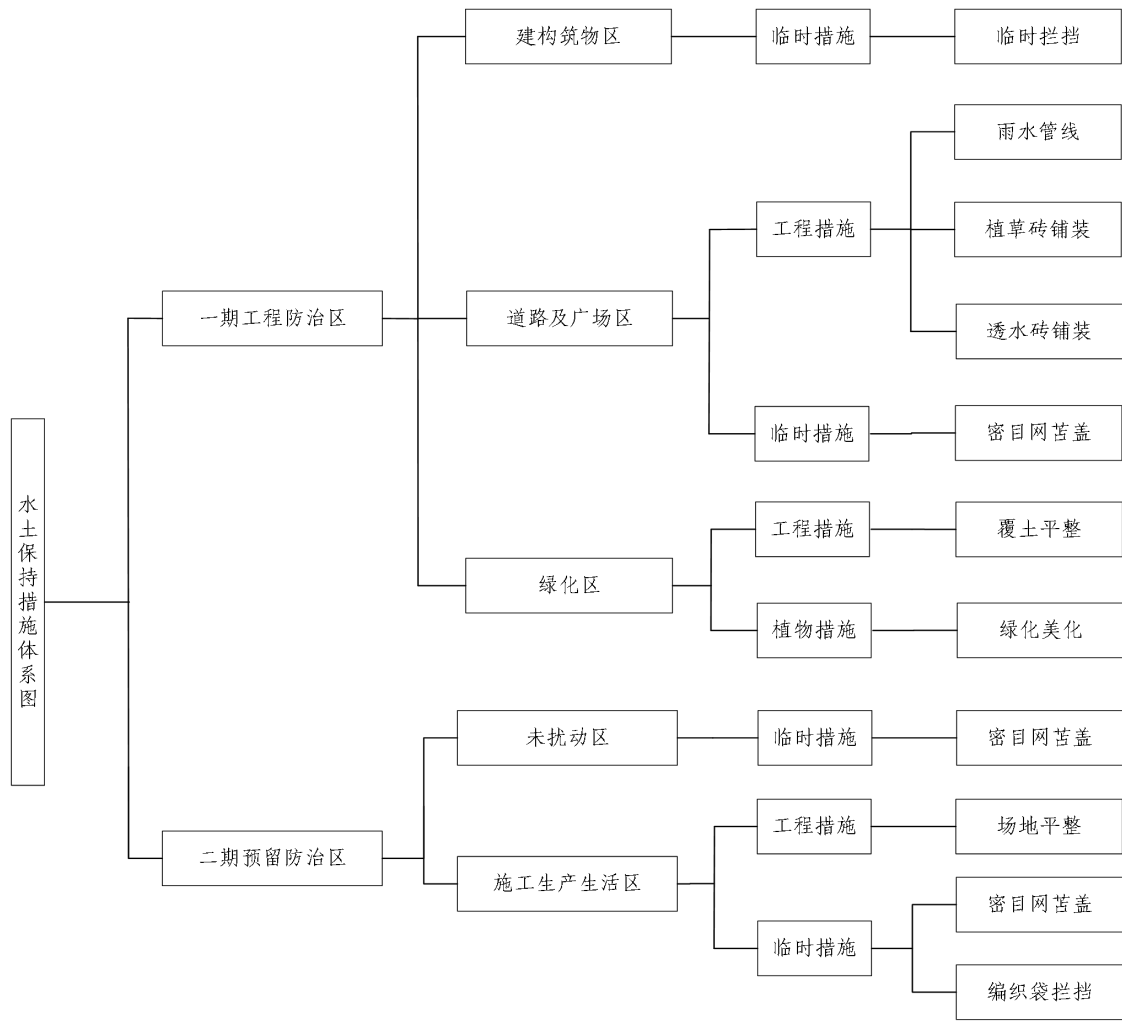 水土保持措施体系图
一期工程防治区
建构筑物区
临时措施
临时拦挡
道路及广场区
工程措施
雨水管线
植草砖铺装
透水砖铺装
临时措施
密目网苫盖
绿化区
工程措施
覆土平整
植物措施
绿化美化
二期预留防治区
未扰动区
临时措施
密目网苫盖
施工生产生活区
工程措施
场地平整
临时措施
密目网苫盖
编织袋拦挡